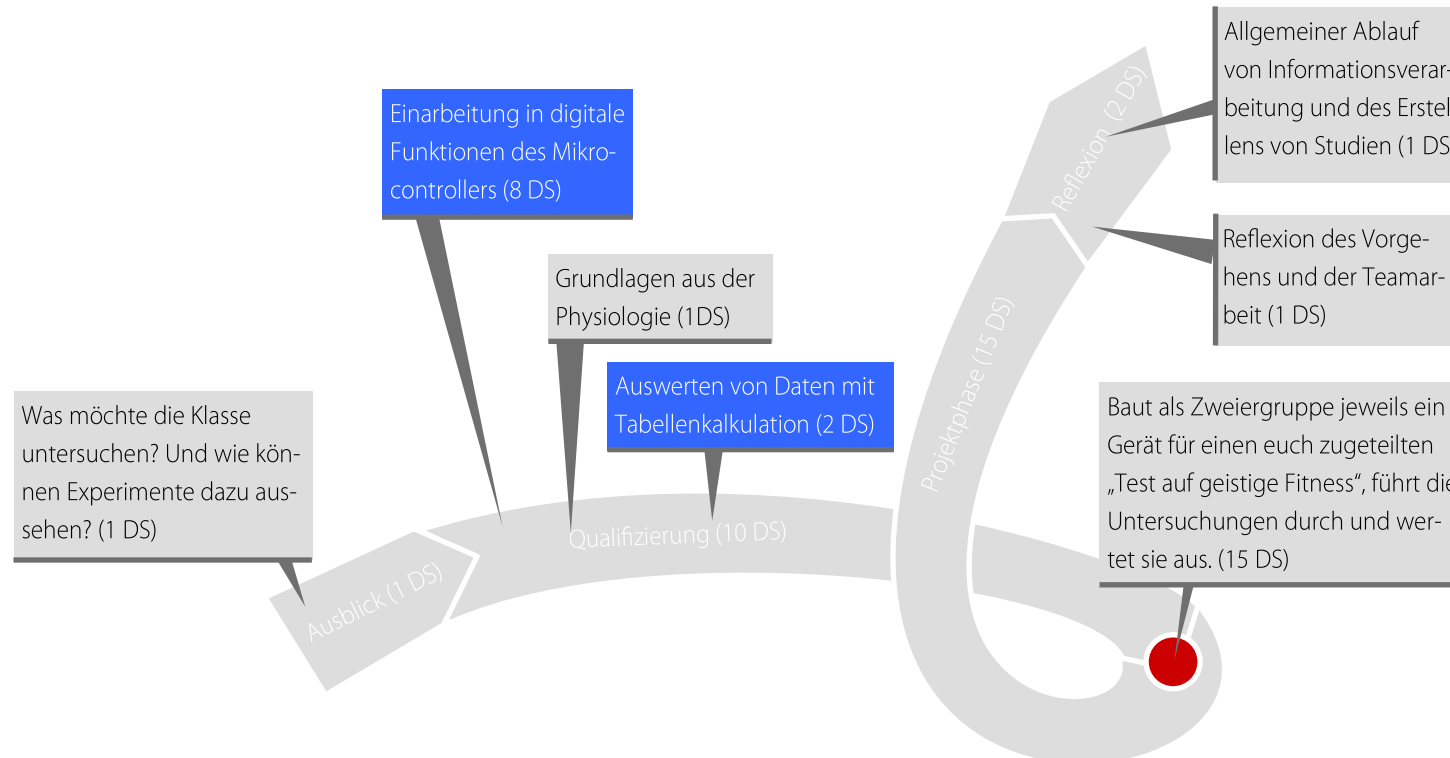 Was möchte die Klasse
untersuchen? Und wie kön-
nen Experimente dazu aus-
sehen? (1 DS)
Ausblick (1 DS)
Einarbeitung in digitale
Funktionen des Mikro-
controllers (8 DS)
Grundlagen aus der
Physiologie (1DS)
Auswerten von Daten mit
Tabellenkalkulation (2 DS)
Qualifizierung (10 DS)
Baut als Zweiergruppe jeweils ein
Gerät für einen euch zugeteilten
„Test auf geistige Fitness“, führt die
Untersuchungen durch und wer-
tet sie aus. (15 DS)
Projektphase (15 DS)
Reflexion (2 DS)
Allgemeiner Ablauf
von Informationsverar-
beitung und des Erstel
lens von Studien (1 DS
Reflexion des Vorge-
hens und der Teamar-
beit (1 DS)